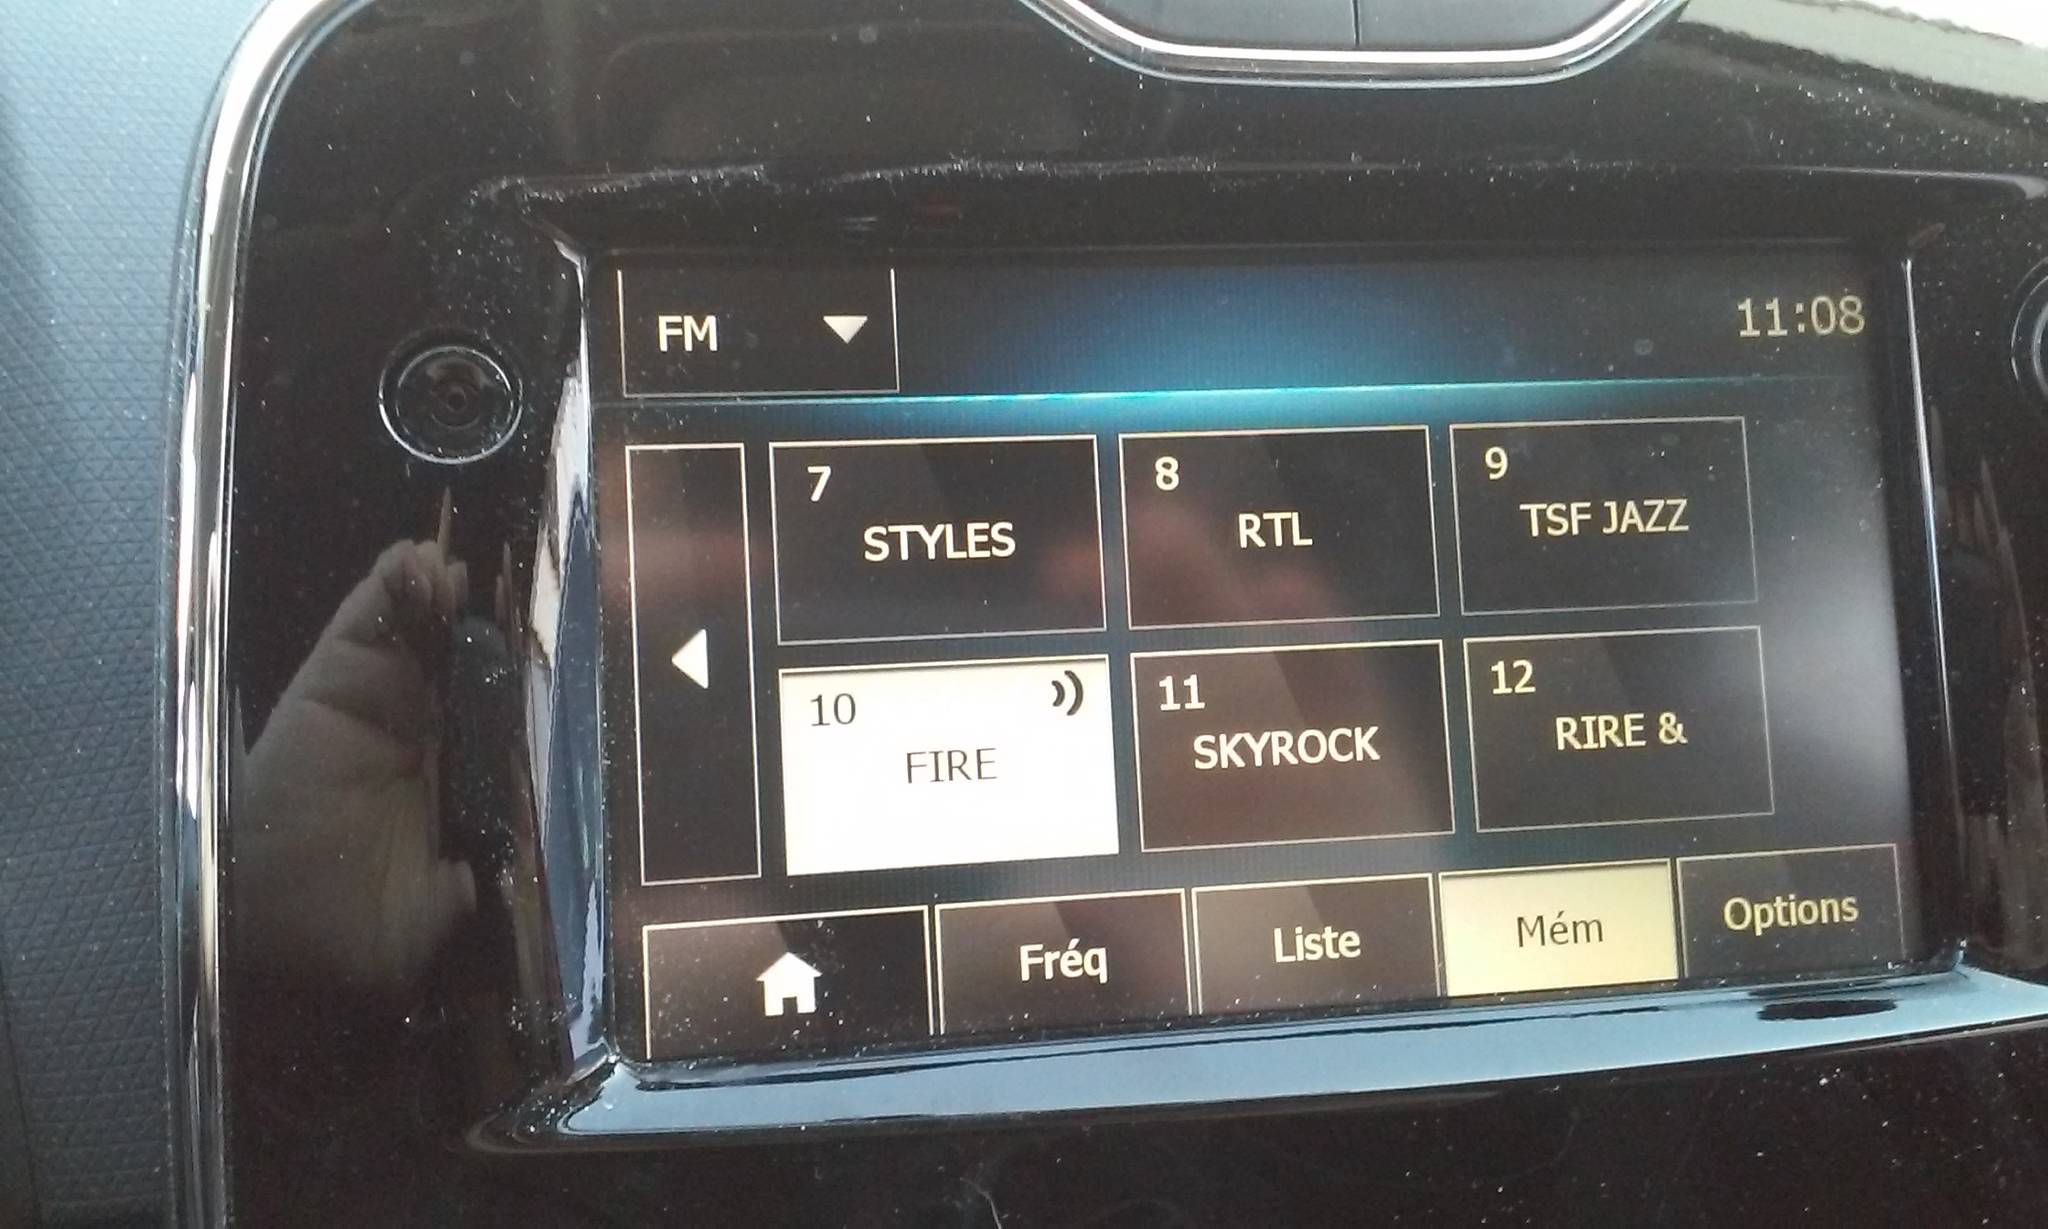 FM
11:08
7
STYLES
8
RTL
9
TSF JAZZ
10
FIRE
11
SKYROCK
12
RIRE &
Fréq
Liste
Mém
Options